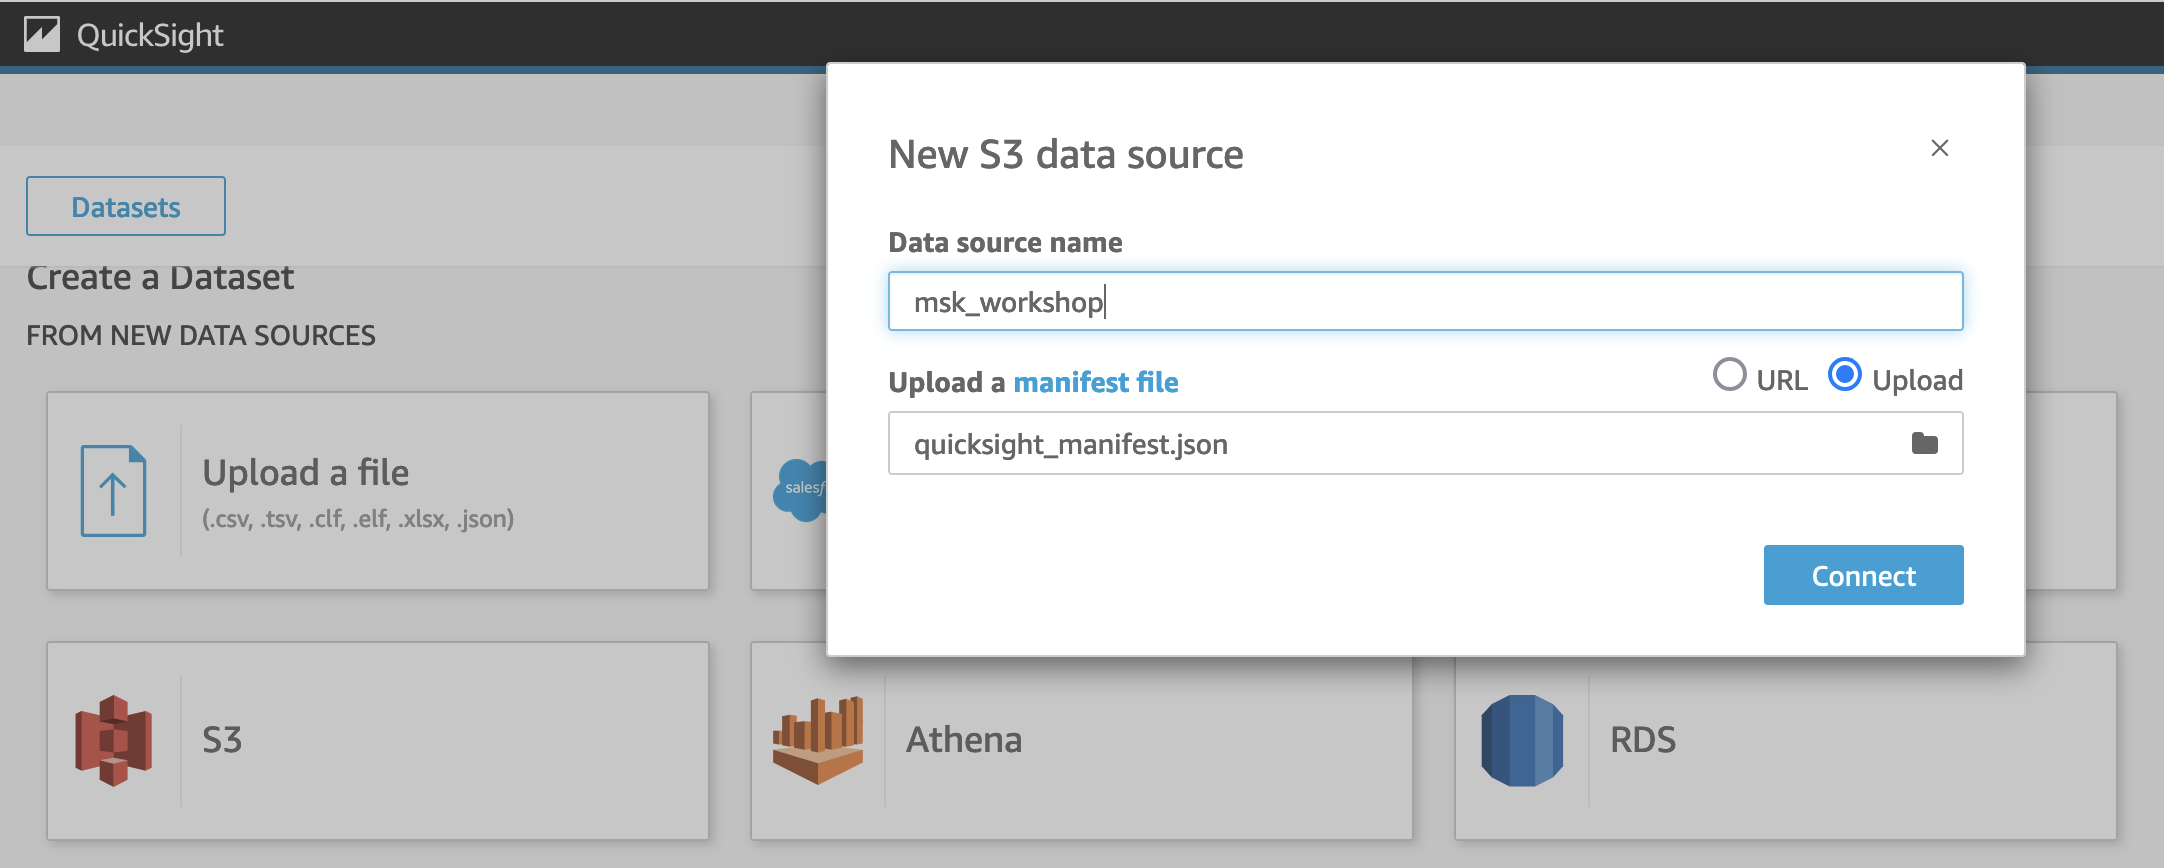 QuickSight
Datasets
Create a Dataset
FROM NEW DATA SOURCES
Upload a file
(.csv, .tsv, .clf, .elf, .xlsx, .json)
New S3 data source
Data source name
msk_workshop
Upload a manifest file
URL
Upload
quicksight_manifest.json
Connect
S3
Athena
RDS